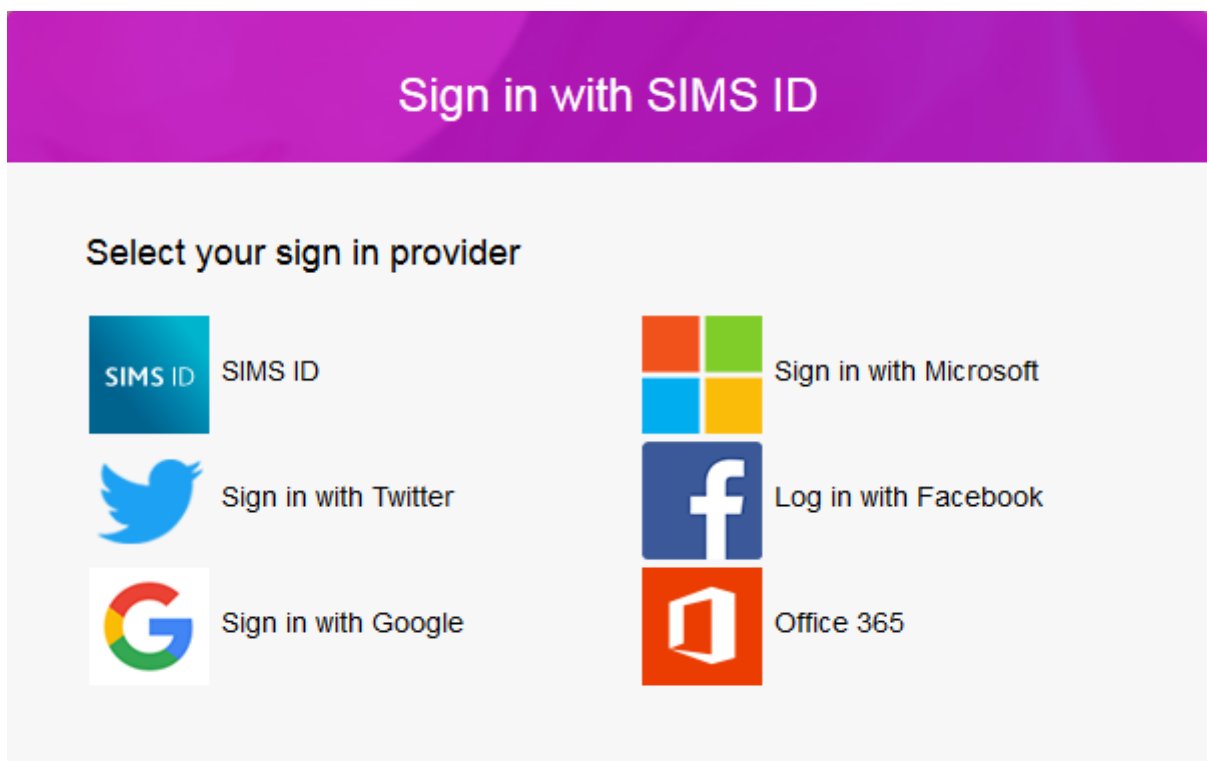 Sign in with SIMS ID
Select your sign in provider
SIMS ID
SIMS ID
Sign in with Microsoft
Sign in with Twitter
f
Log in with Facebook
G
Sign in with Google
Office 365